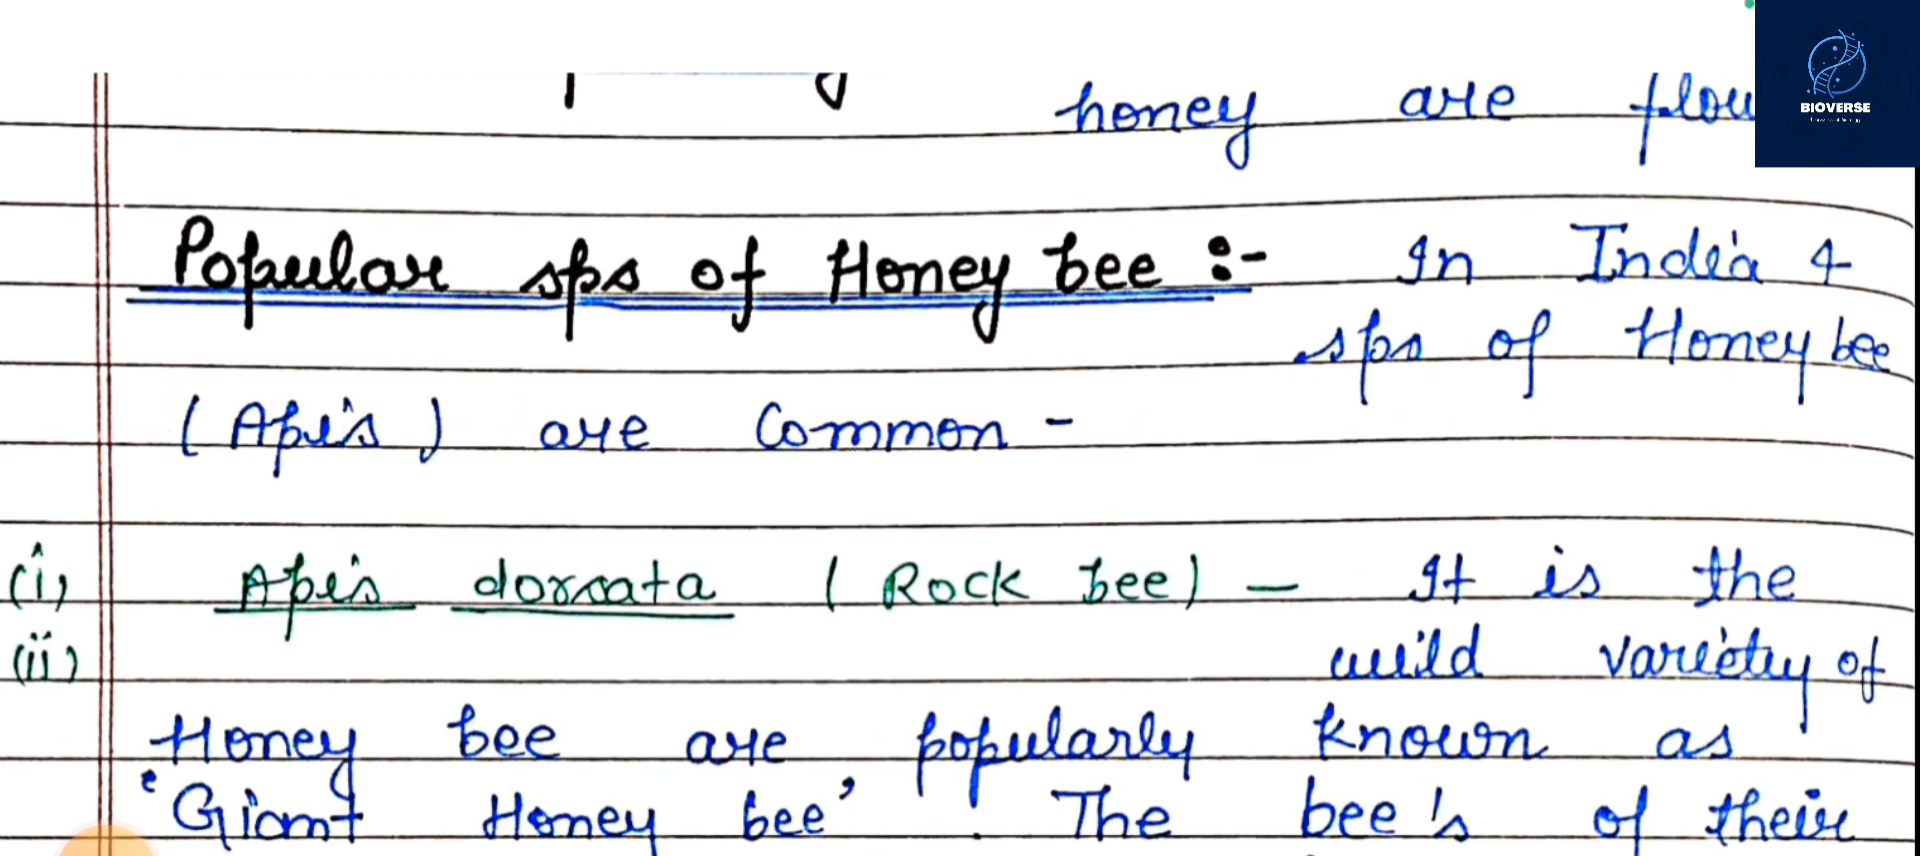 honey are
BIOVERSE
Popular sps of Honey bee :- In India 4
sps of Honey bee
(Apis) are Common -
(i) Apis dorsata (Rock bee) — It is the
(ii) wild variety of
Honey bee are popularly known as
'Giant Honey bee'. The bee's of their